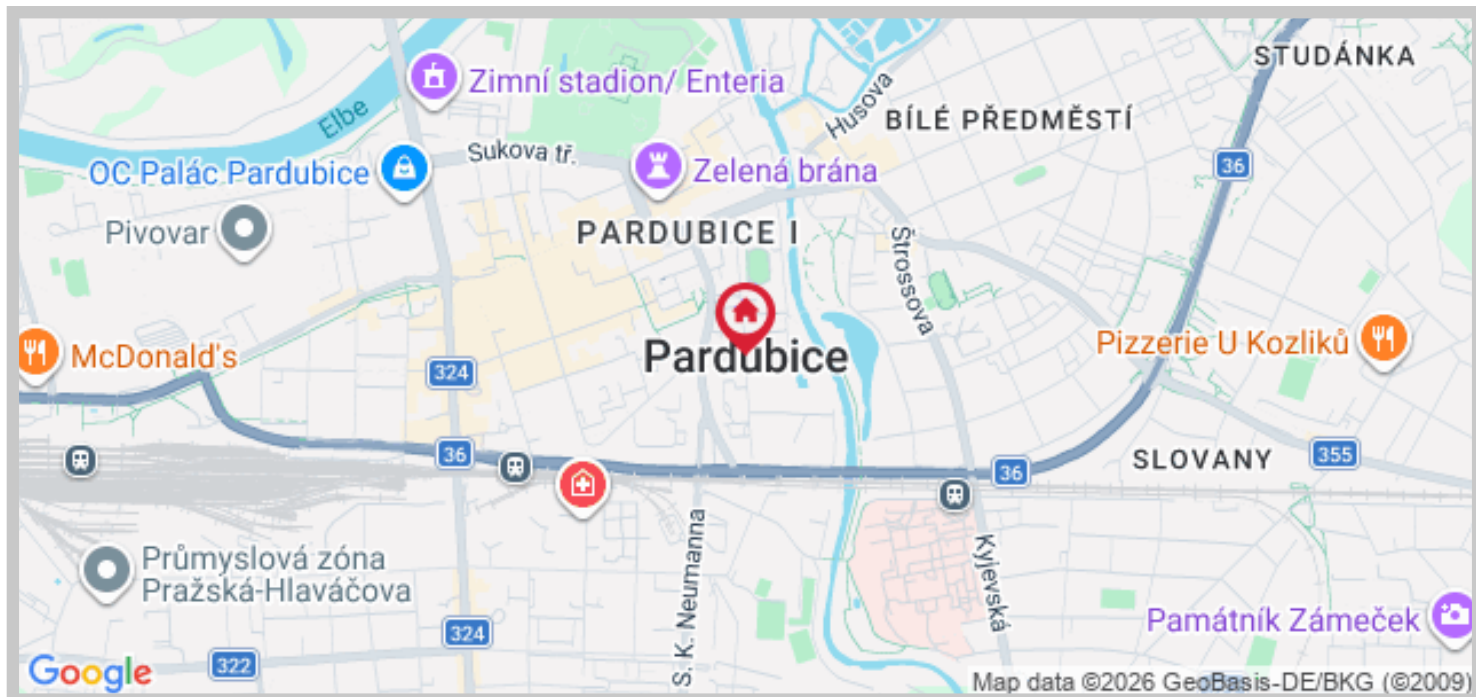 STUDÁNKA
Zimní stadion/ Enteria
Elbe
Husova
BÍLÉ PŘEDMĚSTÍ
Sukova tř.
OC Palác Pardubice
Zelená brána
36
Pivovar
PARDUBICE I
Štrossova
McDonald's
Pardubice
Pizzerie U Kozlíků
324
36
36
SLOVANY
355
S. K. Neumanna
Kyjevská
Průmyslová zóna
Pražská-Hlaváčova
Památník Zámeček
324
322
Google
Map data ©2026 GeoBasis-DE/BKG (©2009)